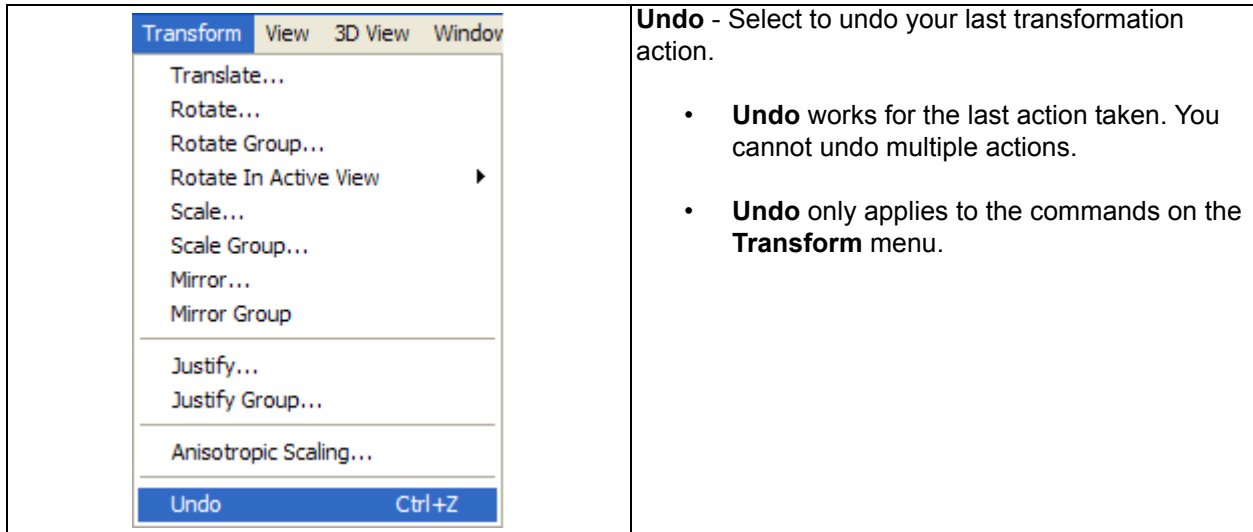 Transform View 3D View Window
Translate...
Rotate...
Rotate Group...
Rotate In Active View
Scale...
Scale Group...
Mirror...
Mirror Group
Justify...
Justify Group...
Anisotropic Scaling...
Undo Ctrl+Z
Undo - Select to undo your last transformation
action.
• Undo works for the last action taken. You
cannot undo multiple actions.
• Undo only applies to the commands on the
Transform menu.